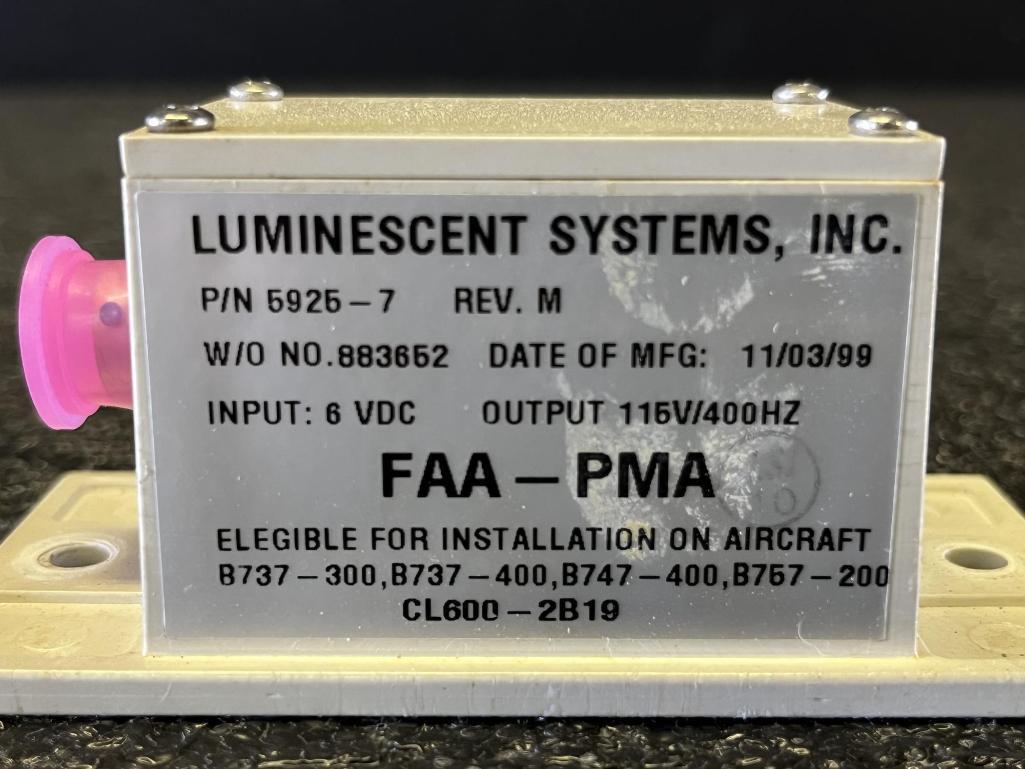 LUMINESCENT SYSTEMS, INC.
P/N 5925-7 REV. M
W/O NO.883652 DATE OF MFG: 11/03/99
INPUT: 6 VDC OUTPUT 115V/400HZ
FAA-PMA
ELEGIBLE FOR INSTALLATION ON AIRCRAFT
B737-300,B737-400,B747-400,B757-200
CL600-2B19